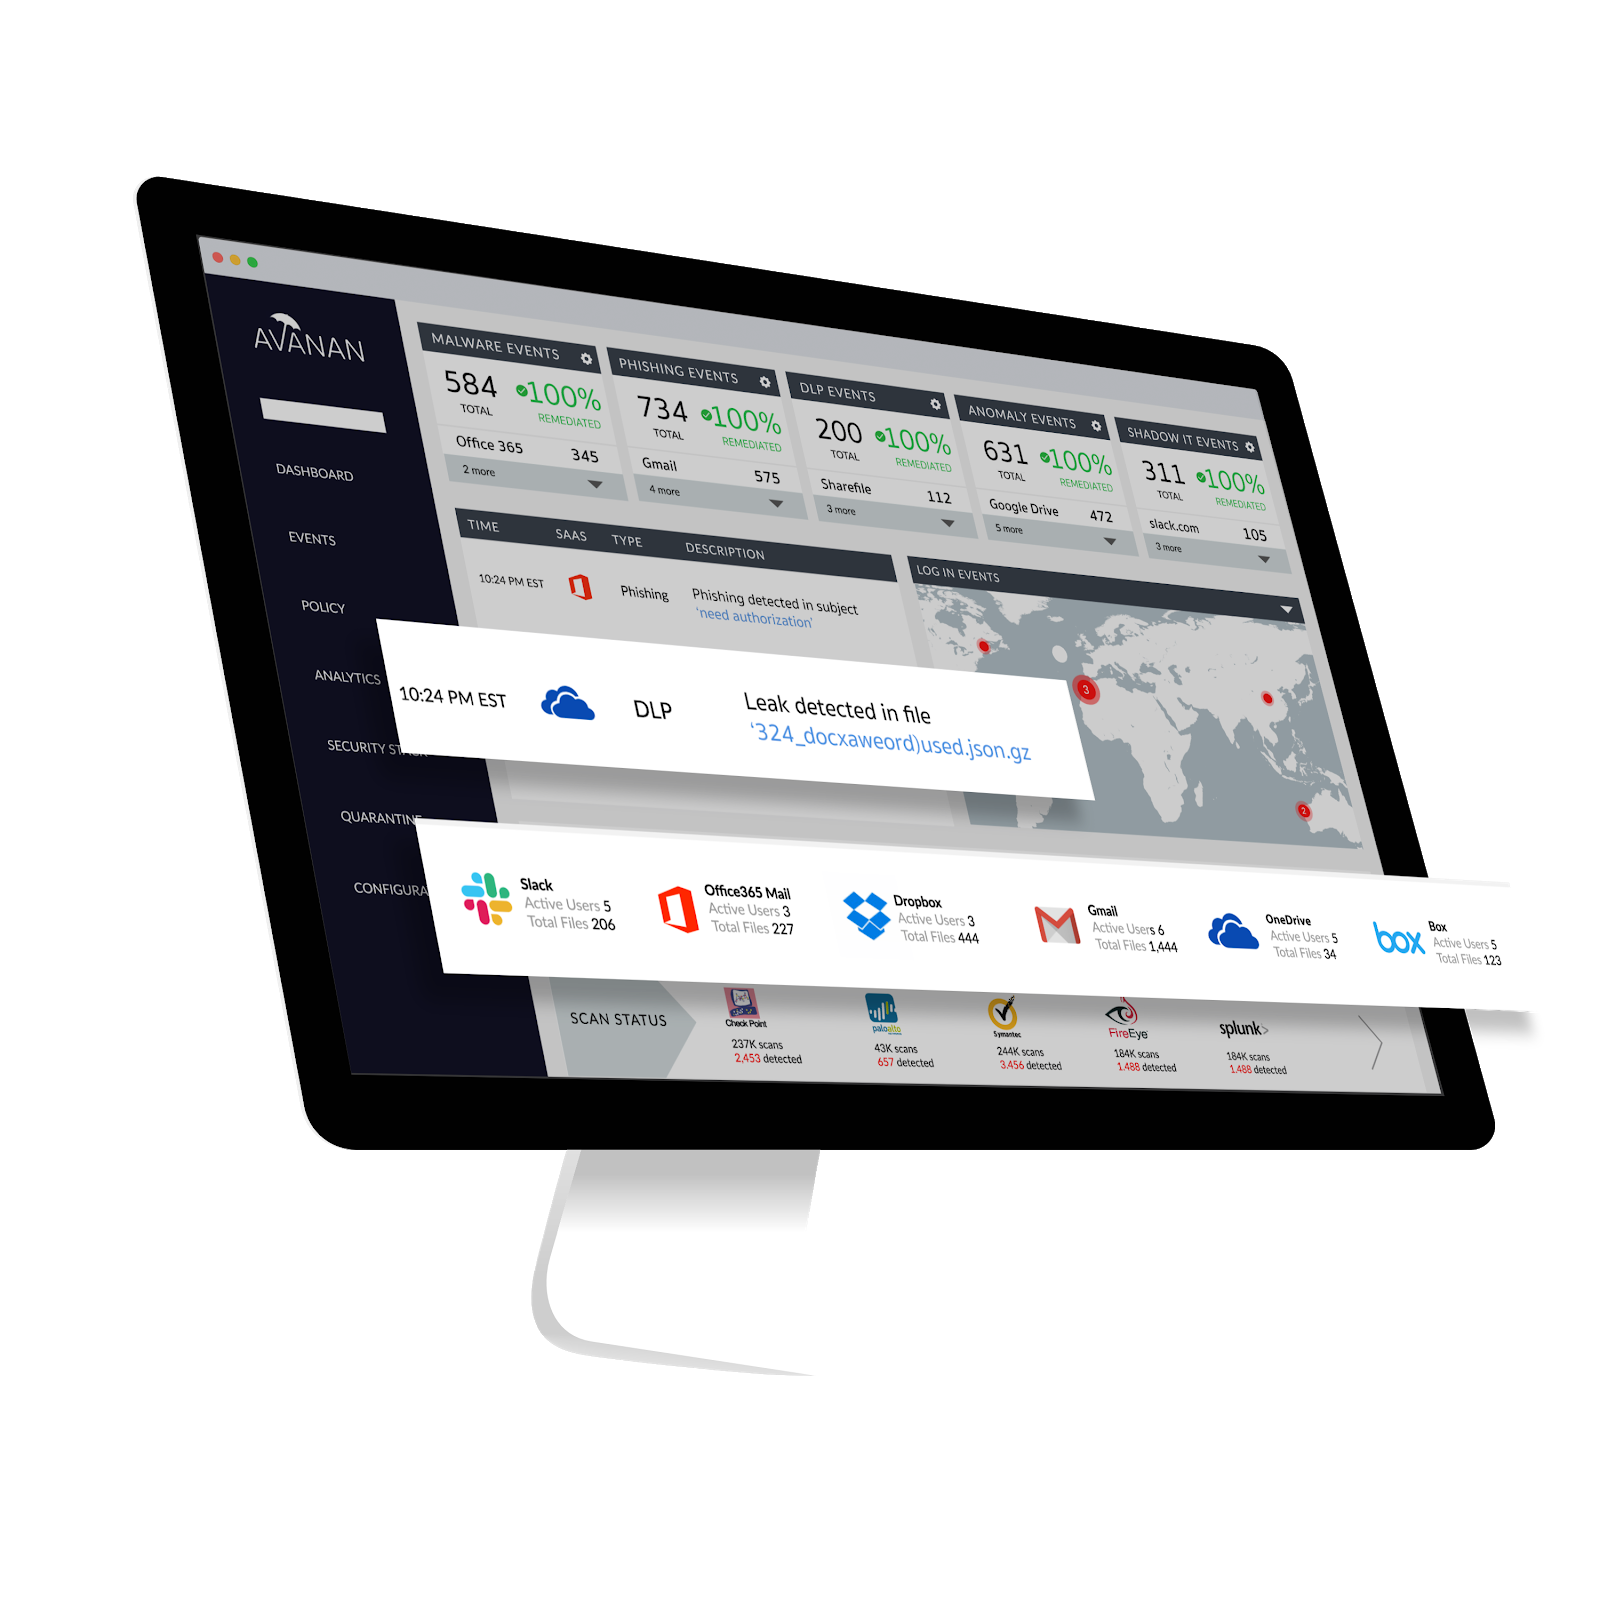 AVANAN
DASHBOARD
EVENTS
POLICY
ANALYTICS
SECURITY STACK
QUARANTINE
CONFIGURA
MALWARE EVENTS
584 100%
TOTAL REMEDIATED
Office 365 345
2 more
PHISHING EVENTS
734 100%
TOTAL REMEDIATED
Gmail 575
4 more
DLP EVENTS
200 100%
TOTAL REMEDIATED
Sharefile 112
3 more
ANOMALY EVENTS
631 100%
TOTAL REMEDIATED
Google Drive 472
5 more
SHADOW IT EVENTS
311 100%
TOTAL REMEDIATED
slack.com 105
3 more
TIME SAAS TYPE DESCRIPTION
10:24 PM EST Phishing Phishing detected in subject
'need authorization'
LOG IN EVENTS
3
2
10:24 PM EST DLP Leak detected in file
'324_docxaweord)used.json.gz
Slack
Active Users 5
Total Files 206
Office365 Mail
Active Users 3
Total Files 227
Dropbox
Active Users 3
Total Files 444
Gmail
Active Users 6
Total Files 1,444
OneDrive
Active Users 5
Total Files 34
box
Box
Active Users 5
Total Files 123
SCAN STATUS
Check Point
237K scans
2,453 detected
paloalto
43K scans
657 detected
Symantec
244K scans
3.456 detected
FireEye
184K scans
1.488 detected
splunk>
184K scans
1.488 detected